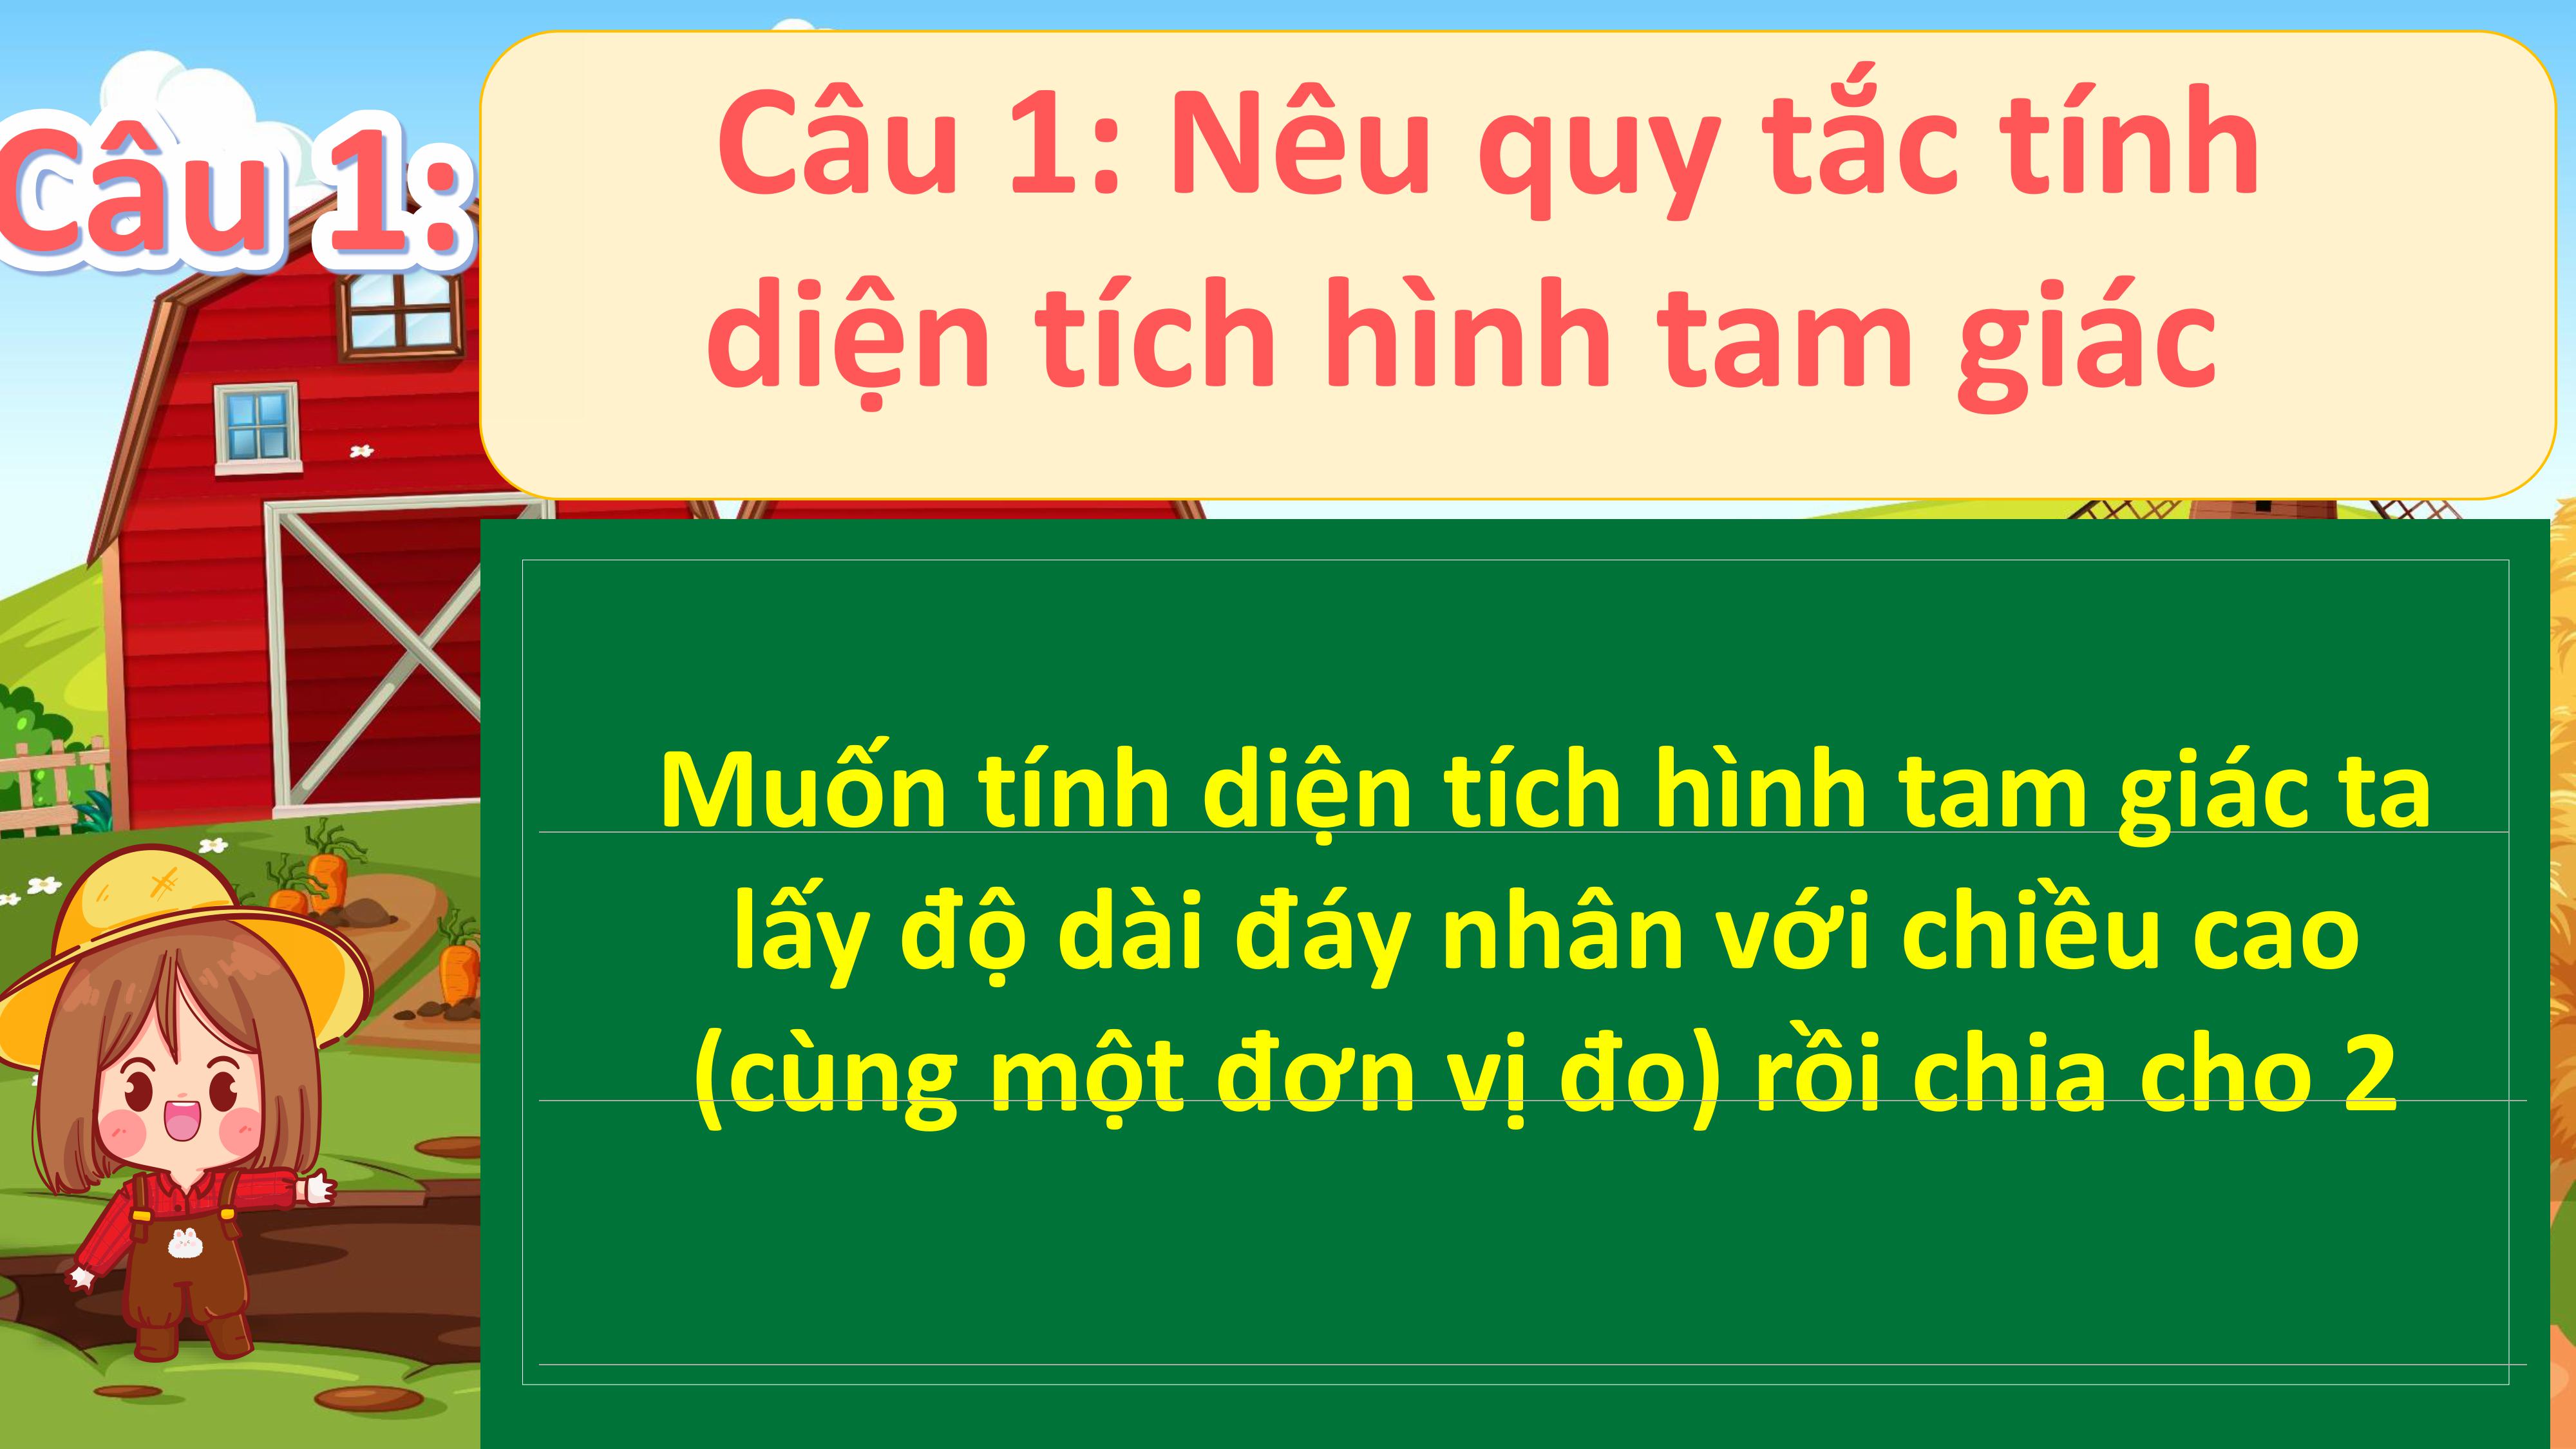 Câu 1:
Câu 1: Nêu quy tắc tính
diện tích hình tam giác
Muốn tính diện tích hình tam giác ta
lấy độ dài đáy nhân với chiều cao
(cùng một đơn vị đo) rồi chia cho 2